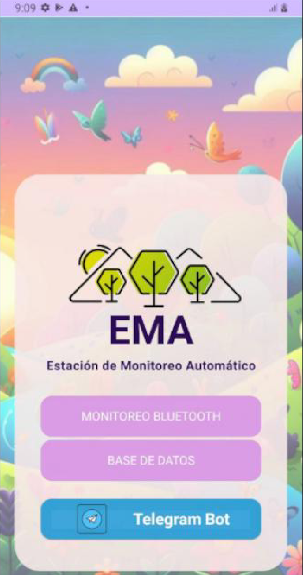 9:09
EMA
Estación de Monitoreo Automático
MONITOREO BLUETOOTH
BASE DE DATOS
Telegram Bot